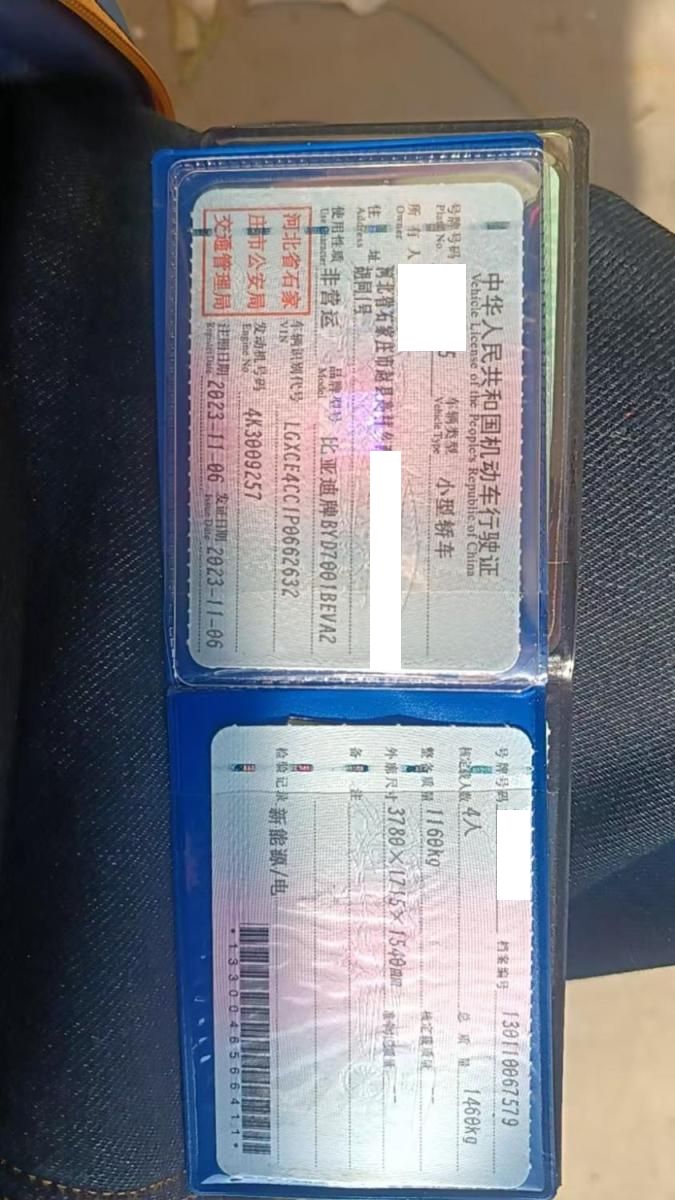 中华人民共和国机动车行驶证
Vehicle License of the People's Republic of China
号牌号码 5 车辆类型 小型轿车
Plate No. Vehicle Type
所有人
Owner
住址 河北省石家庄市
Address 胡同1号
使用性质 非营运 品牌型号 比亚迪牌BYD7001BEVA2
Use Character Model
河北省石家
庄市公安局
交通管理局
车辆识别代号 LGXCE4CC1P0662632
VIN
发动机号码 4K3009257
Engine No.
注册日期 2023-11-06 发证日期 2023-11-06
Register Date Issue Date
号牌号码 档案编号 130110067579
核定载人数 4人 总质量 1460kg
整备质量 1160kg 核定载质量 —
外廓尺寸 3780×1715×1540mm 准牵引总质量 —
备注
检验记录 新能源/电
*1330046566411*